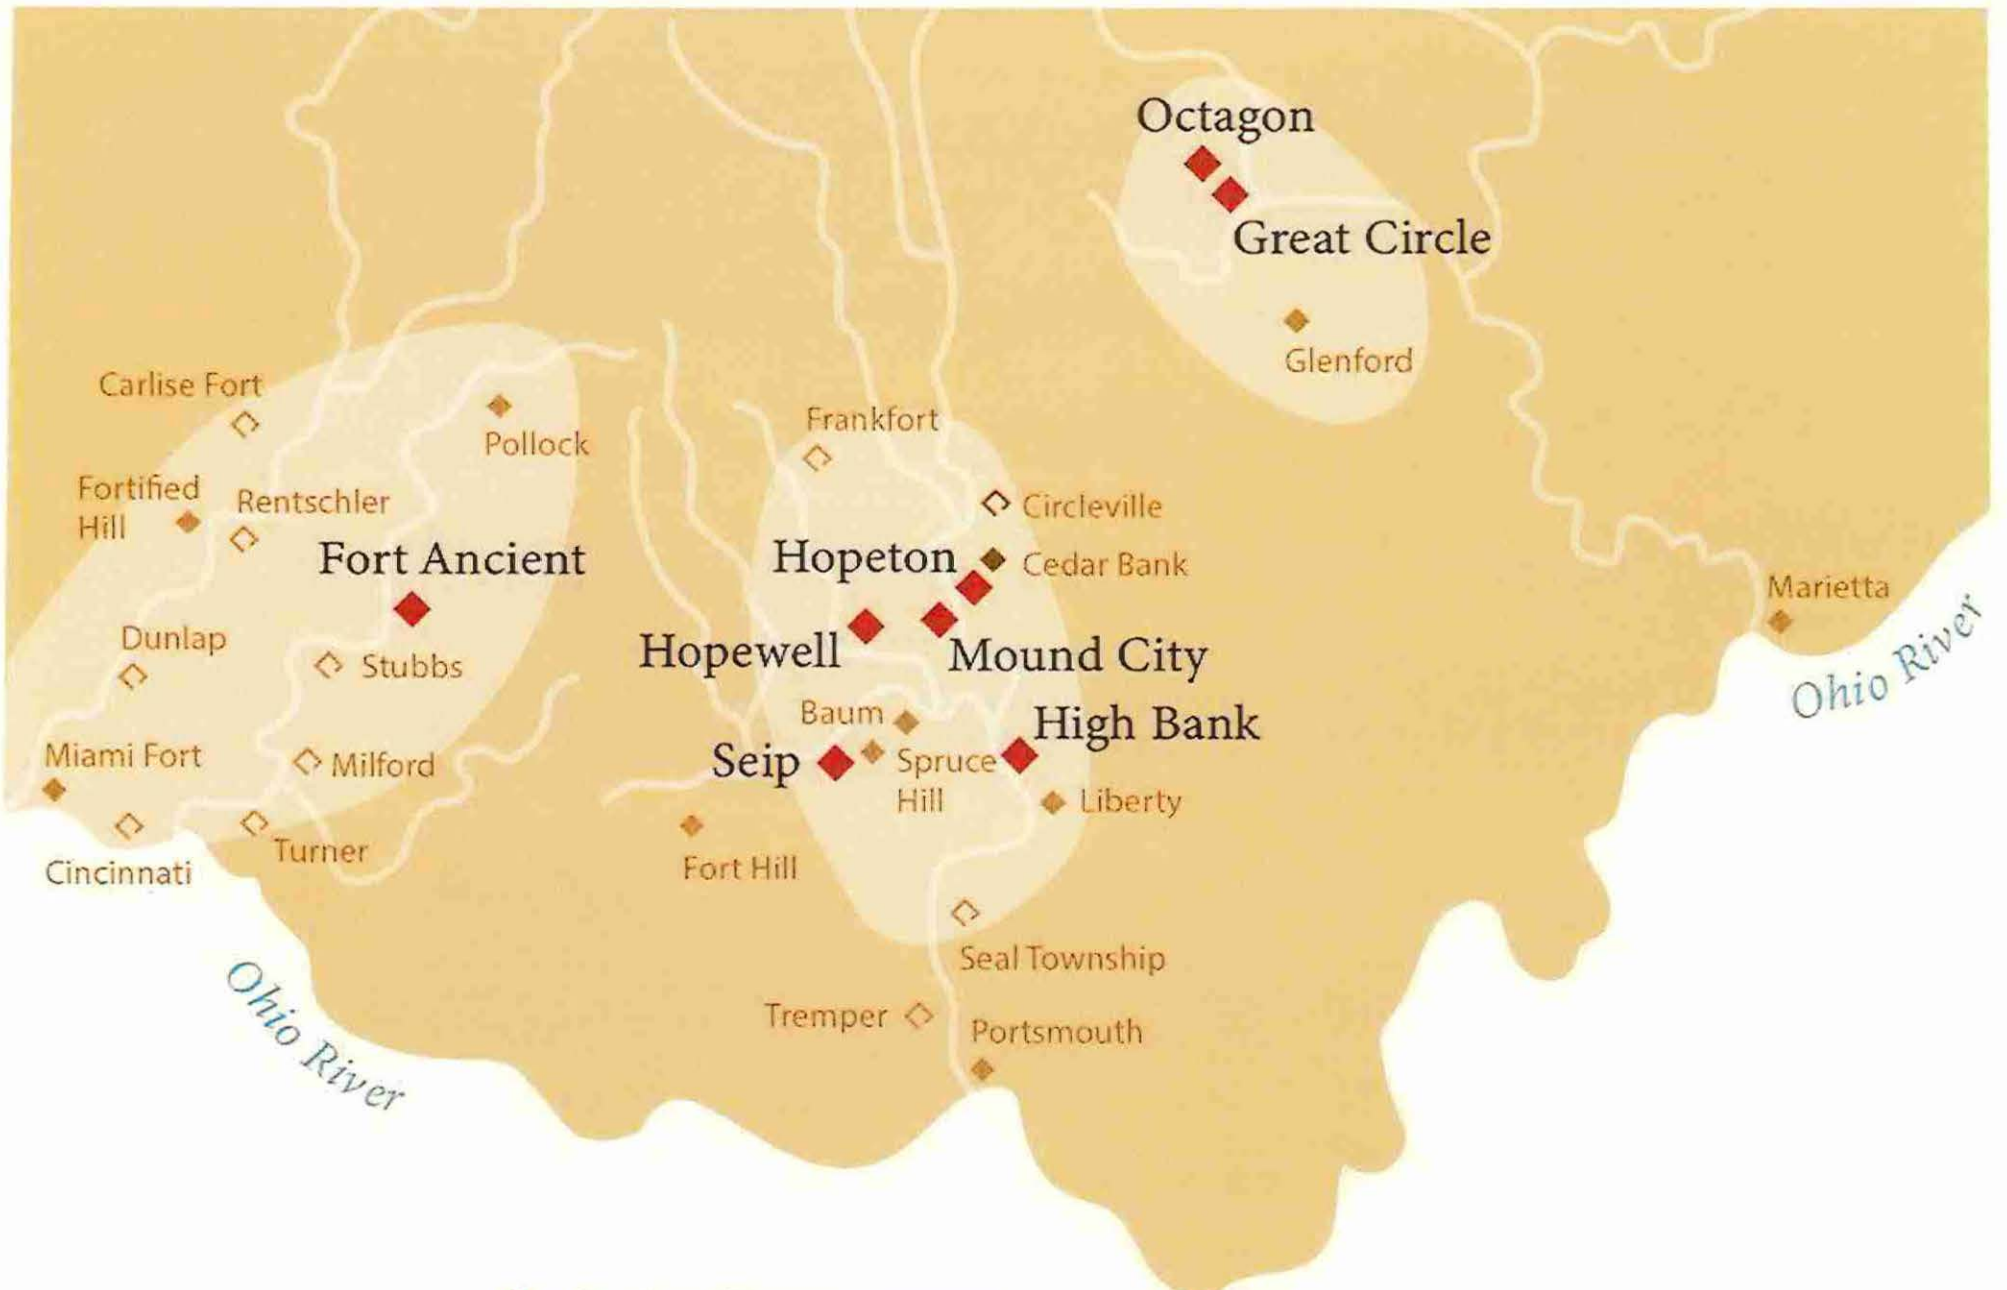 Octagon
Great Circle
Glenford
Carlise Fort
Pollock
Frankfort
Fortified
Hill
Rentschler
Circleville
Fort Ancient
Hopeton
Cedar Bank
Marietta
Dunlap
Stubbs
Hopewell
Mound City
Ohio River
Baum
High Bank
Miami Fort
Milford
Seip
Spruce
Hill
Liberty
Turner
Cincinnati
Fort Hill
Seal Township
Ohio River
Tremper
Portsmouth